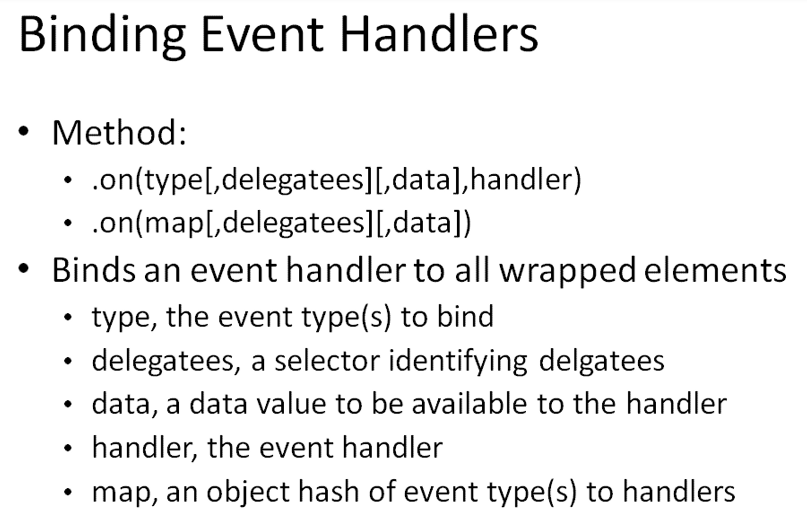 Binding Event Handlers
• Method:
• .on(type[,delegatees][,data],handler)
• .on(map[,delegatees][,data])
• Binds an event handler to all wrapped elements
• type, the event type(s) to bind
• delegatees, a selector identifying delgatees
• data, a data value to be available to the handler
• handler, the event handler
• map, an object hash of event type(s) to handlers